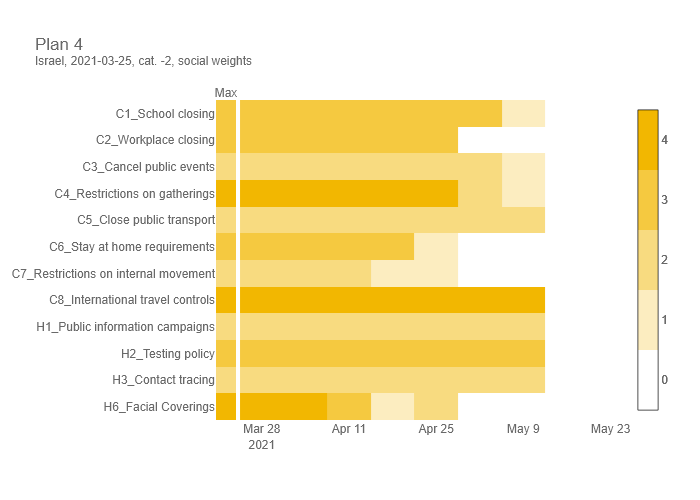 Plan 4
Israel, 2021-03-25, cat. -2, social weights
Max
C1_School closing
C2_Workplace closing
C3_Cancel public events
C4_Restrictions on gatherings
C5_Close public transport
C6_Stay at home requirements
C7_Restrictions on internal movement
C8_International travel controls
H1_Public information campaigns
H2_Testing policy
H3_Contact tracing
H6_Facial Coverings
Mar 28 Apr 11 Apr 25 May 9 May 23
2021
4
3
2
1
0